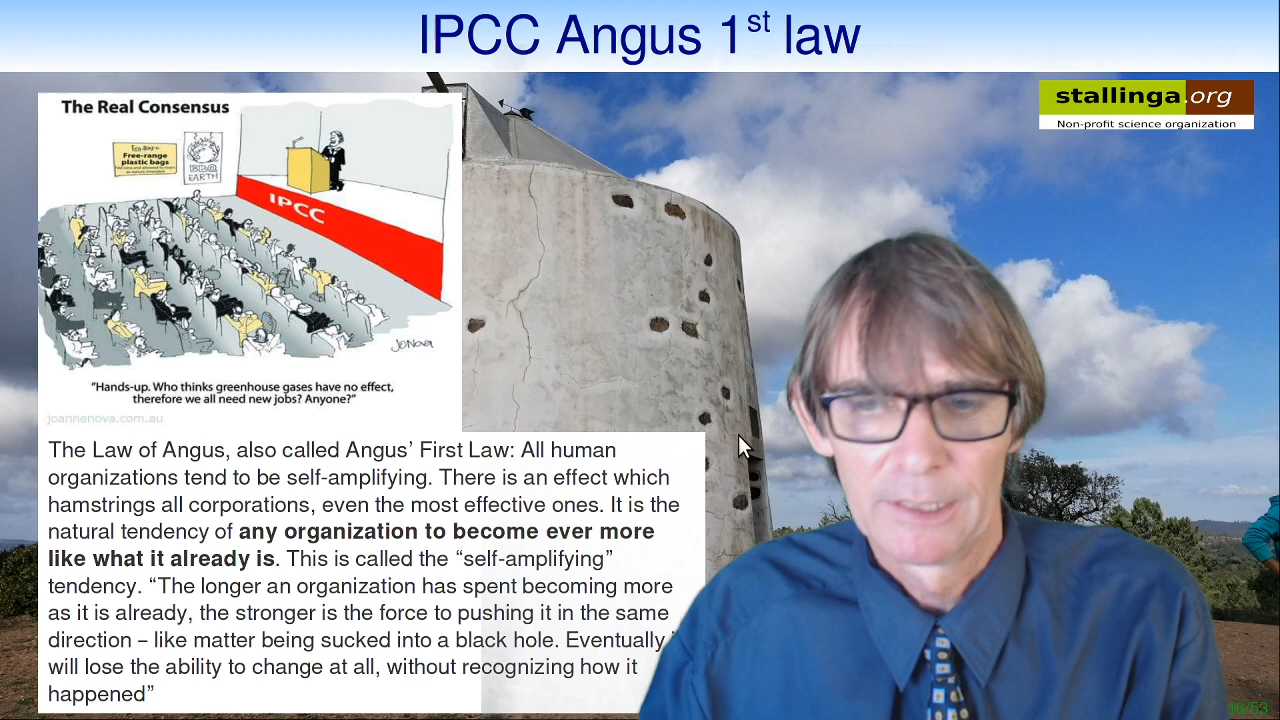 IPCC Angus 1st law
stallinga.org
Non-profit science organization
The Real Consensus
Free-range
plastic bags
EARTH
IPCC
JoNova
"Hands-up. Who thinks greenhouse gases have no effect,
therefore we all need new jobs? Anyone?"
joannenova.com.au
The Law of Angus, also called Angus' First Law: All human
organizations tend to be self-amplifying. There is an effect which
hamstrings all corporations, even the most effective ones. It is the
natural tendency of any organization to become ever more
like what it already is. This is called the “self-amplifying”
tendency. “The longer an organization has spent becoming more
as it is already, the stronger is the force to pushing it in the same
direction – like matter being sucked into a black hole. Eventually
will lose the ability to change at all, without recognizing how it
happened”
16/53